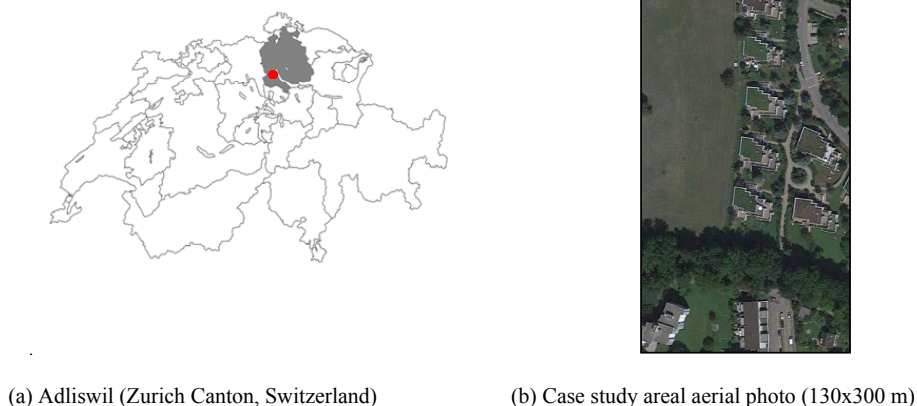 (a) Adliswil (Zurich Canton, Switzerland)
(b) Case study areal aerial photo (130x300 m)